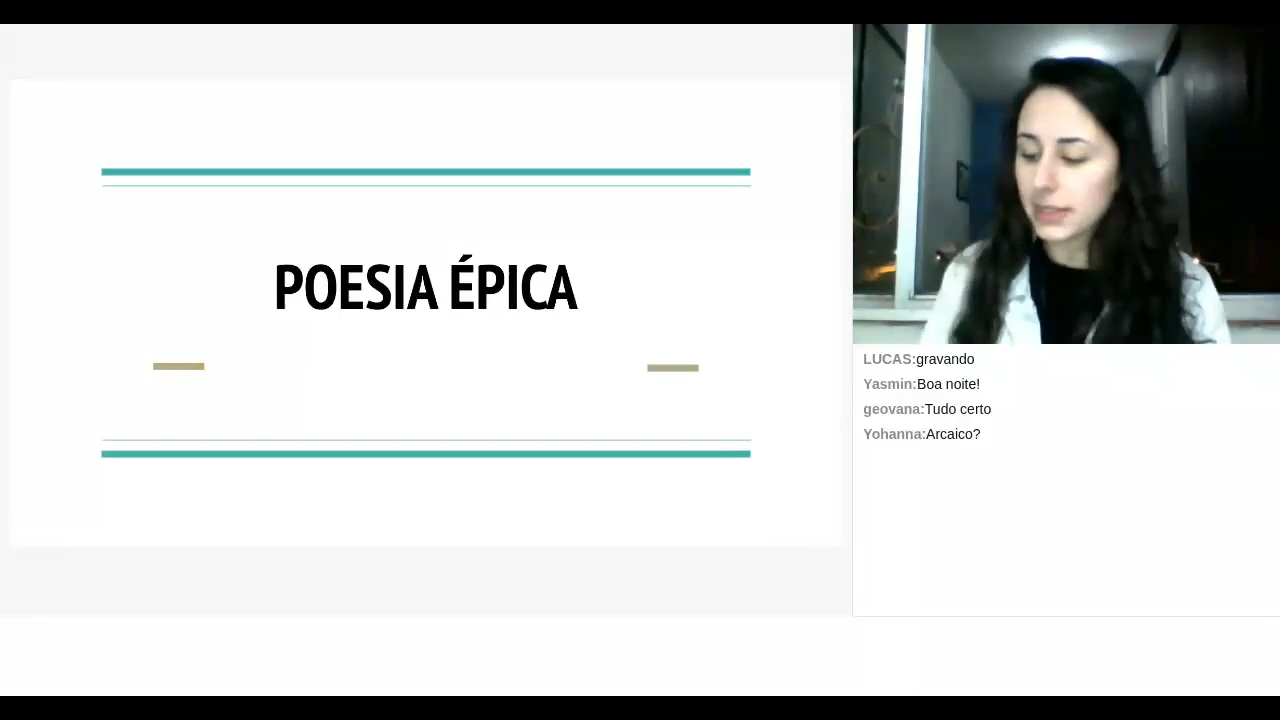 POESIA ÉPICA
LUCAS:gravando
Yasmin:Boa noite!
geovana:Tudo certo
Yohanna:Arcaico?